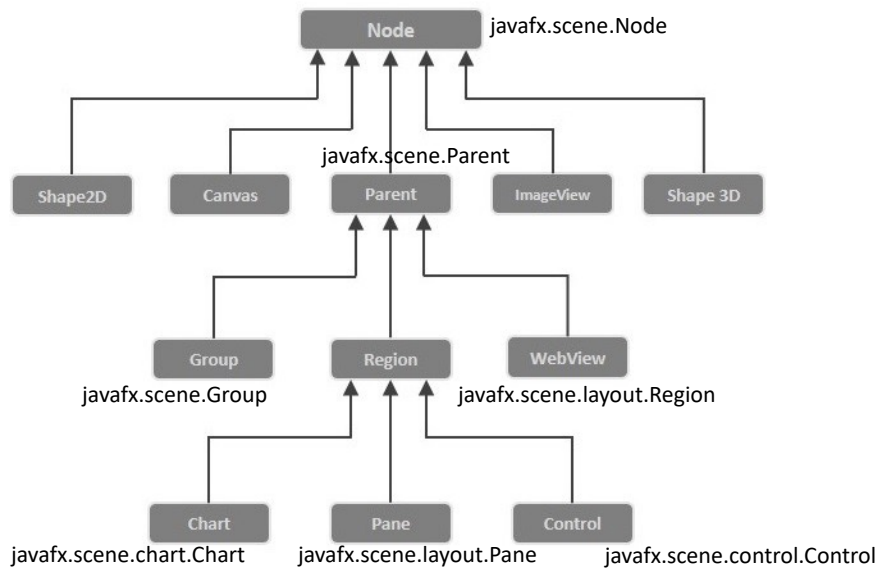 Node
javafx.scene.Node
javafx.scene.Parent
Shape2D
Canvas
Parent
ImageView
Shape 3D
Group
Region
WebView
javafx.scene.Group
javafx.scene.layout.Region
Chart
Pane
Control
javafx.scene.chart.Chart
javafx.scene.layout.Pane
javafx.scene.control.Control